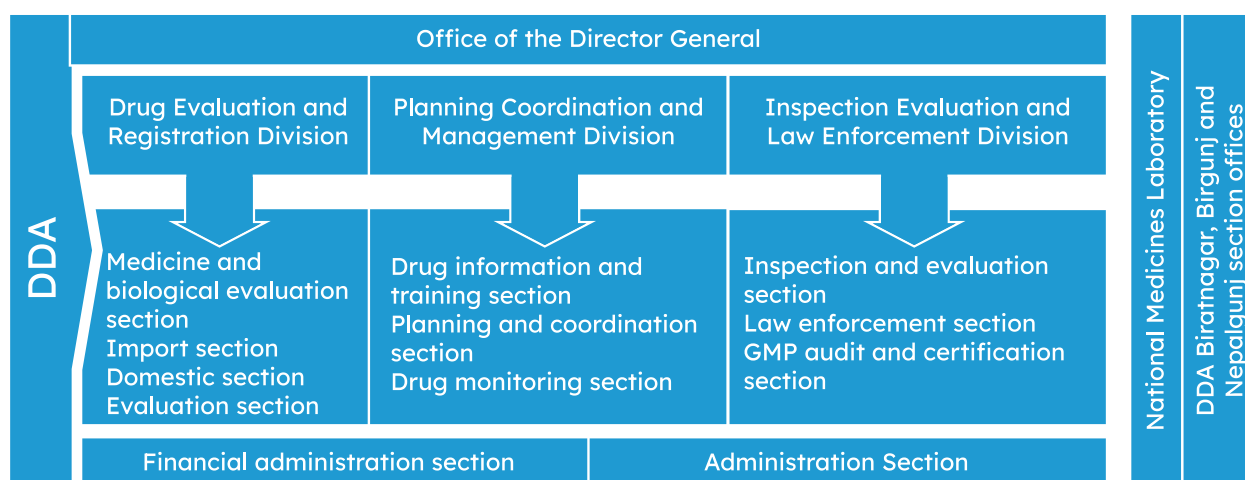 DDA
Office of the Director General
Drug Evaluation and
Registration Division
Planning Coordination and
Management Division
Inspection Evaluation and
Law Enforcement Division
Medicine and
biological evaluation
section
Import section
Domestic section
Evaluation section
Drug information and
training section
Planning and coordination
section
Drug monitoring section
Inspection and evaluation
section
Law enforcement section
GMP audit and certification
section
Financial administration section
Administration Section
National Medicines Laboratory
DDA Biratnagar, Birgunj and
Nepalgunj section offices